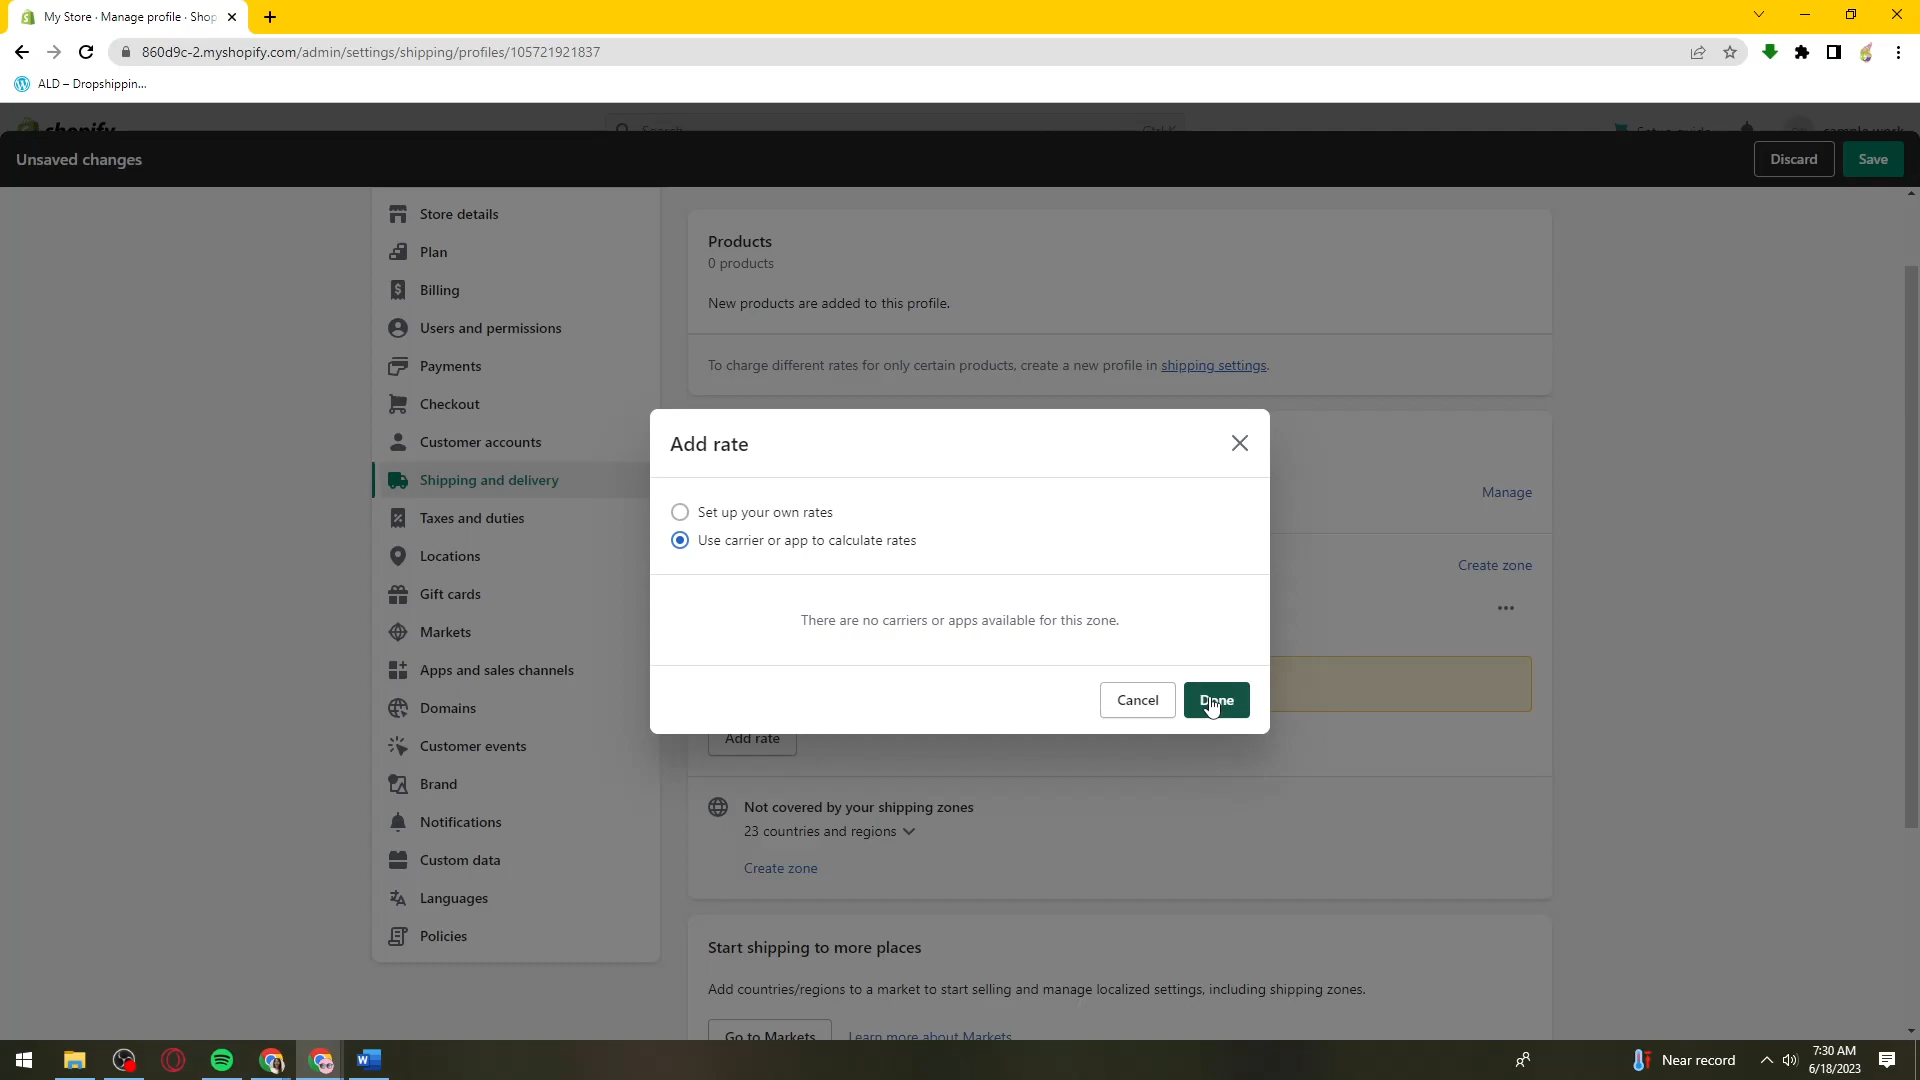 My Store · Manage profile · Shop
860d9c-2.myshopify.com/admin/settings/shipping/profiles/105721921837
ALD – Dropshippin...
shopify
Search
Ctrl K
Setup guide
sample work
Unsaved changes
Discard
Save
Store details
Plan
Billing
Users and permissions
Payments
Checkout
Customer accounts
Shipping and delivery
Taxes and duties
Locations
Gift cards
Markets
Apps and sales channels
Domains
Customer events
Brand
Notifications
Custom data
Languages
Policies
Products
0 products
New products are added to this profile.
To charge different rates for only certain products, create a new profile in shipping settings.
Manage
Create zone
Add rate
Set up your own rates
Use carrier or app to calculate rates
There are no carriers or apps available for this zone.
Cancel
Done
Add rate
Not covered by your shipping zones
23 countries and regions
Create zone
Start shipping to more places
Add countries/regions to a market to start selling and manage localized settings, including shipping zones.
Go to Markets
Learn more about Markets
Near record
7:30 AM
6/18/2023